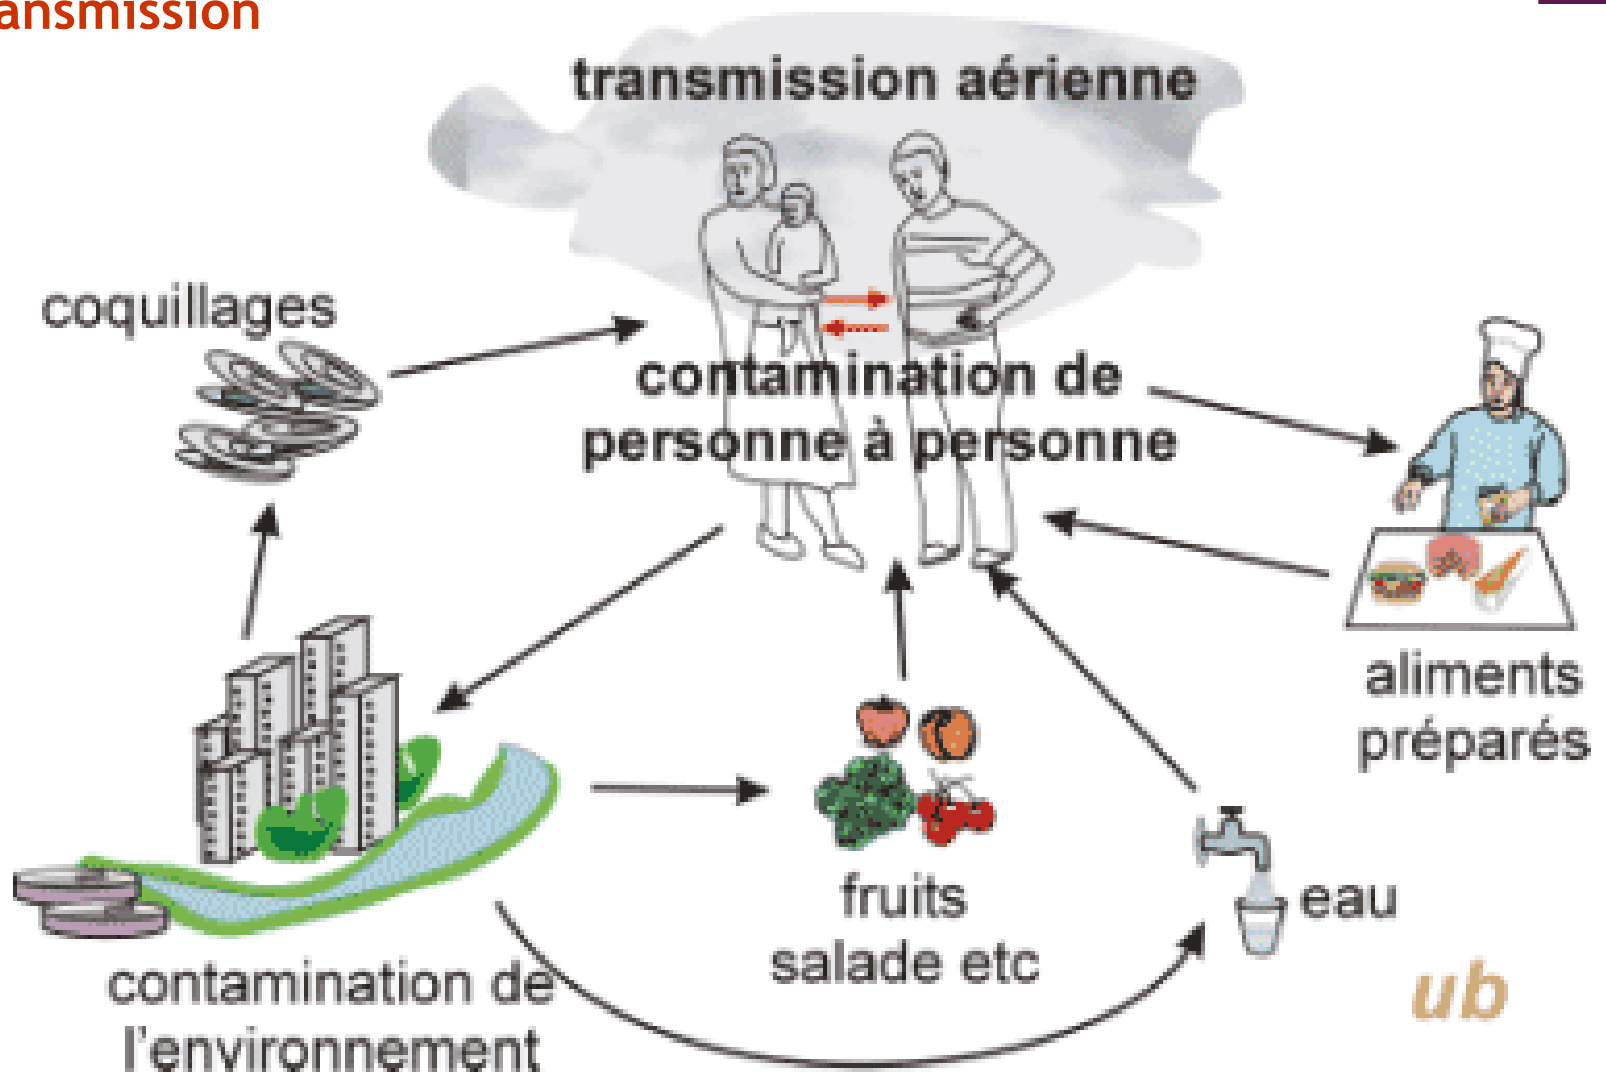 ansmission
transmission aérienne
coquillages
contamination de
personne à personne
aliments
préparés
fruits
salade etc
eau
contamination de
l'environnement
ub